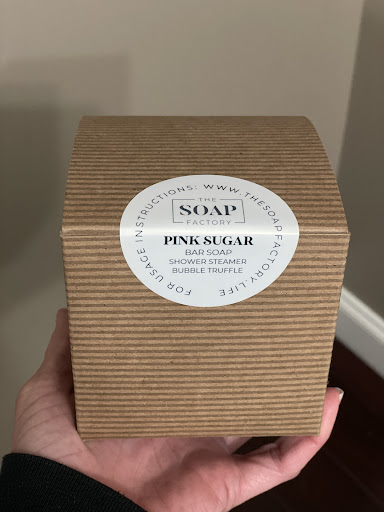 FOR USAGE INSTRUCTIONS: WWW.THESOAPFACTORY.LIFE
THE
SOAP
FACTORY
PINK SUGAR
BAR SOAP
SHOWER STEAMER
BUBBLE TRUFFLE